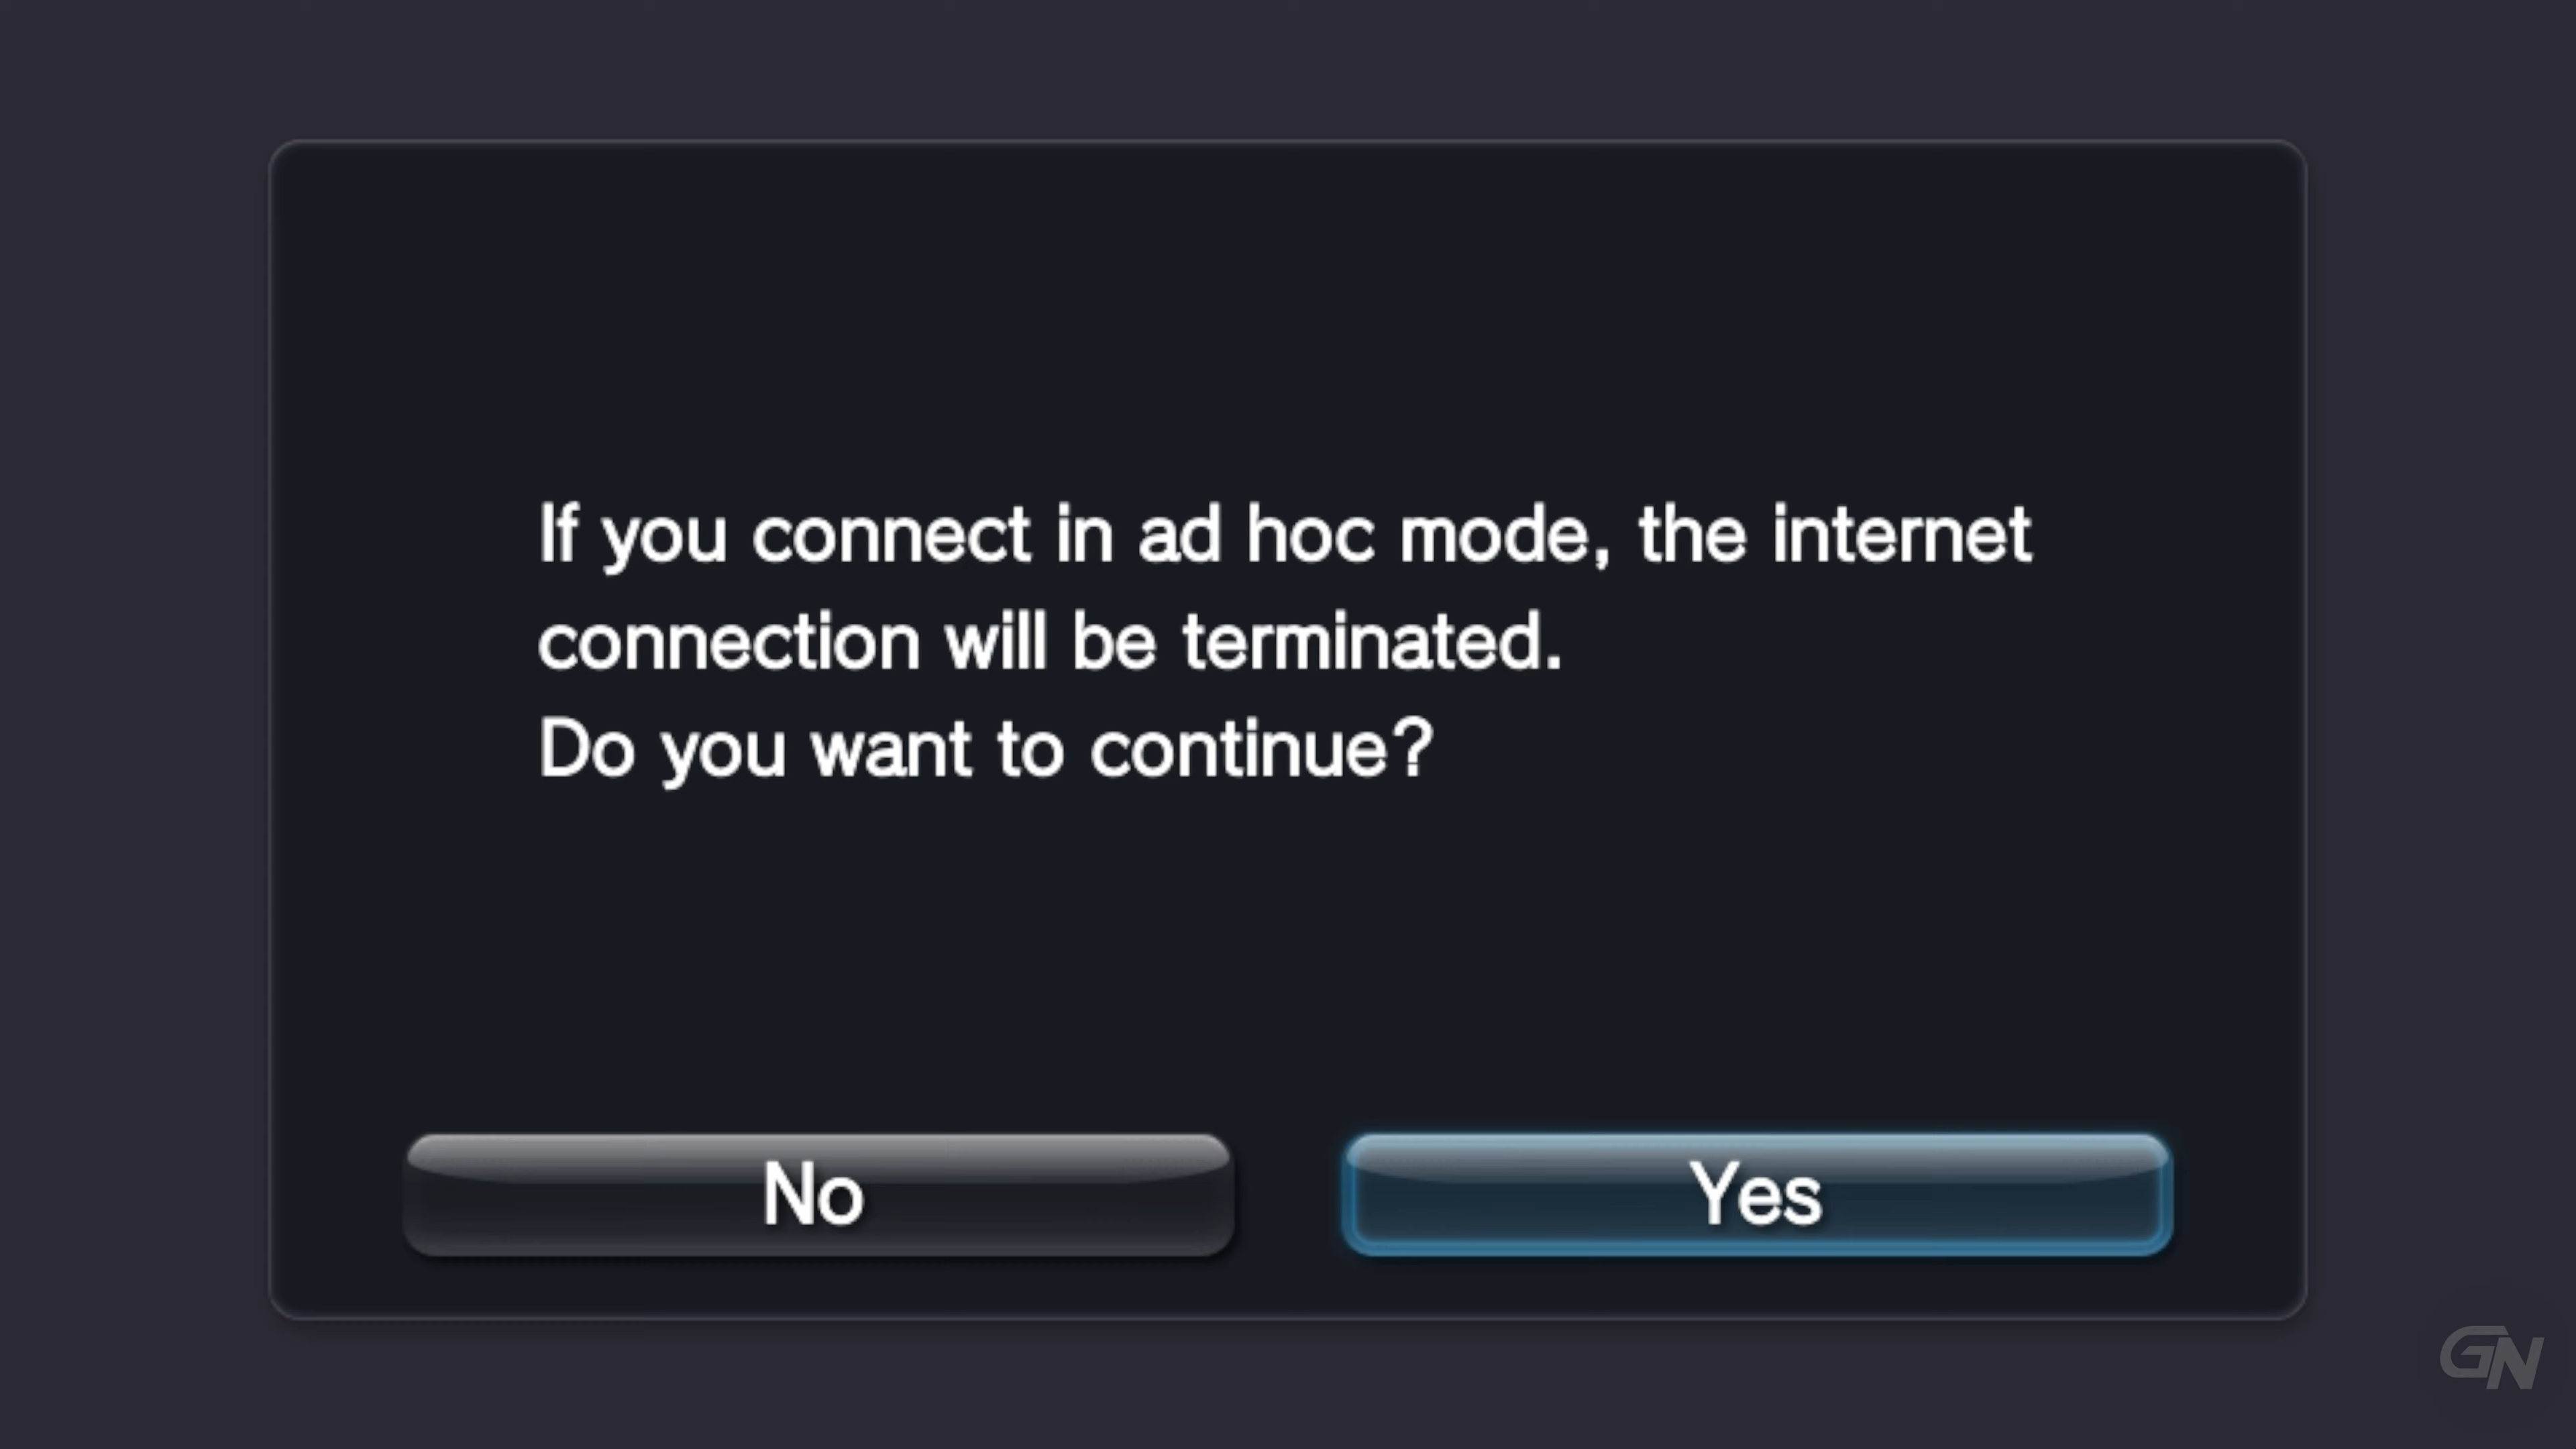 If you connect in ad hoc mode, the internet
connection will be terminated.
Do you want to continue?
No
Yes
GN